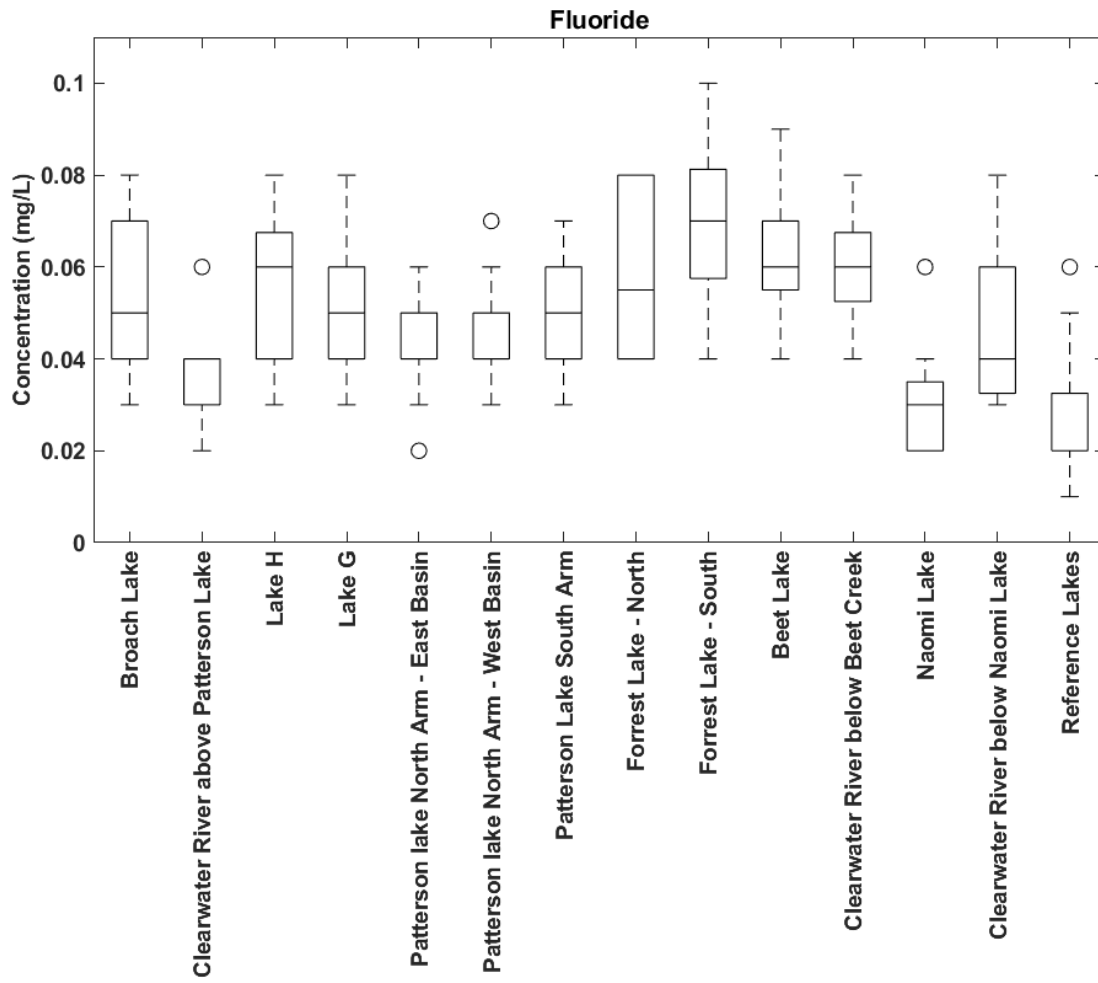 Fluoride
Concentration (mg/L)
0.1
0.08
0.06
0.04
0.02
0
Broach Lake
Clearwater River above Patterson Lake
Lake H
Lake G
Patterson lake North Arm - East Basin
Patterson lake North Arm - West Basin
Patterson Lake South Arm
Forrest Lake - North
Forrest Lake - South
Beet Lake
Clearwater River below Beet Creek
Naomi Lake
Clearwater River below Naomi Lake
Reference Lakes